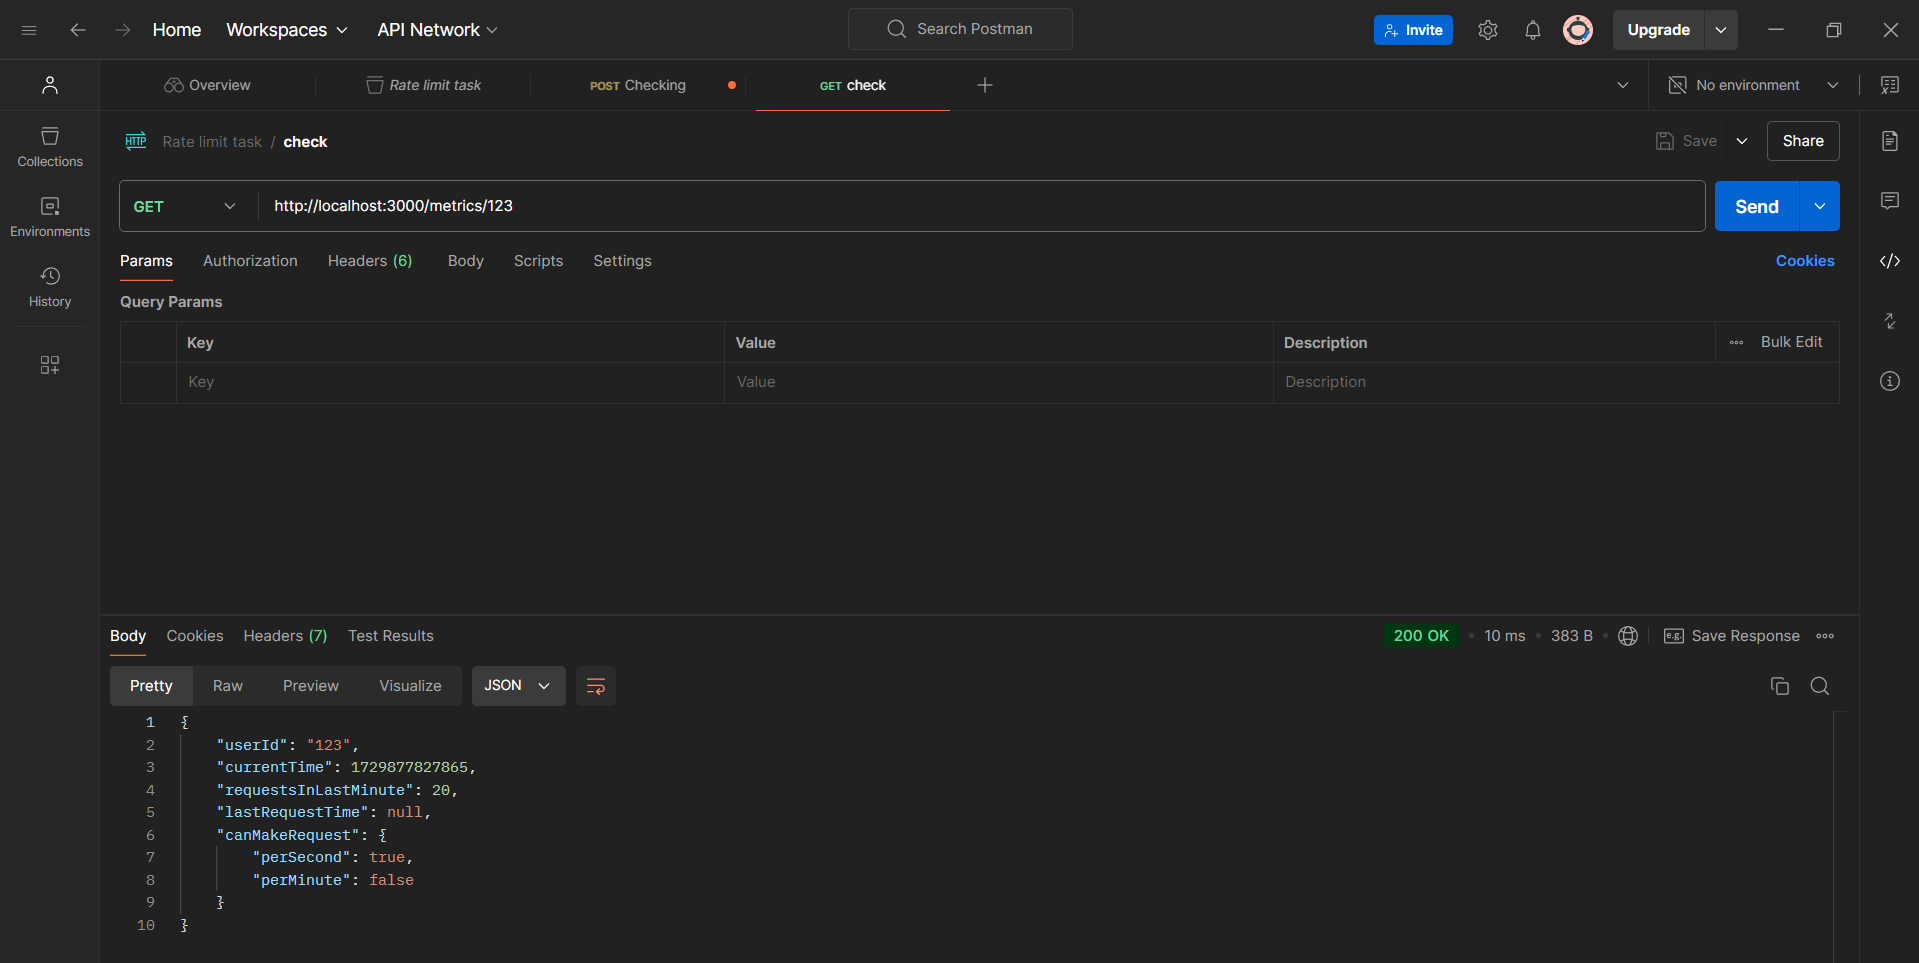 Home Workspaces API Network Search Postman Invite Upgrade
Overview Rate limit task POST Checking GET check No environment
HTTP Rate limit task / check Save Share
Collections
GET http://localhost:3000/metrics/123 Send
Environments
Params Authorization Headers (6) Body Scripts Settings Cookies
History
Query Params
Key Value Description Bulk Edit
Key Value Description
Body Cookies Headers (7) Test Results 200 OK 10 ms 383 B e.g. Save Response
Pretty Raw Preview Visualize JSON
1 {
2 "userId": "123",
3 "currentTime": 1729877827865,
4 "requestsInLastMinute": 20,
5 "lastRequestTime": null,
6 "canMakeRequest": {
7 "perSecond": true,
8 "perMinute": false
9 }
10 }